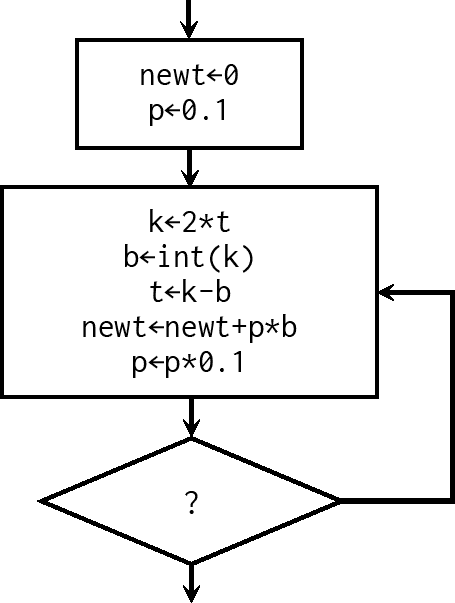 newt←0
p←0.1
k←2*t
b←int(k)
t←k-b
newt←newt+p*b
p←p*0.1
?